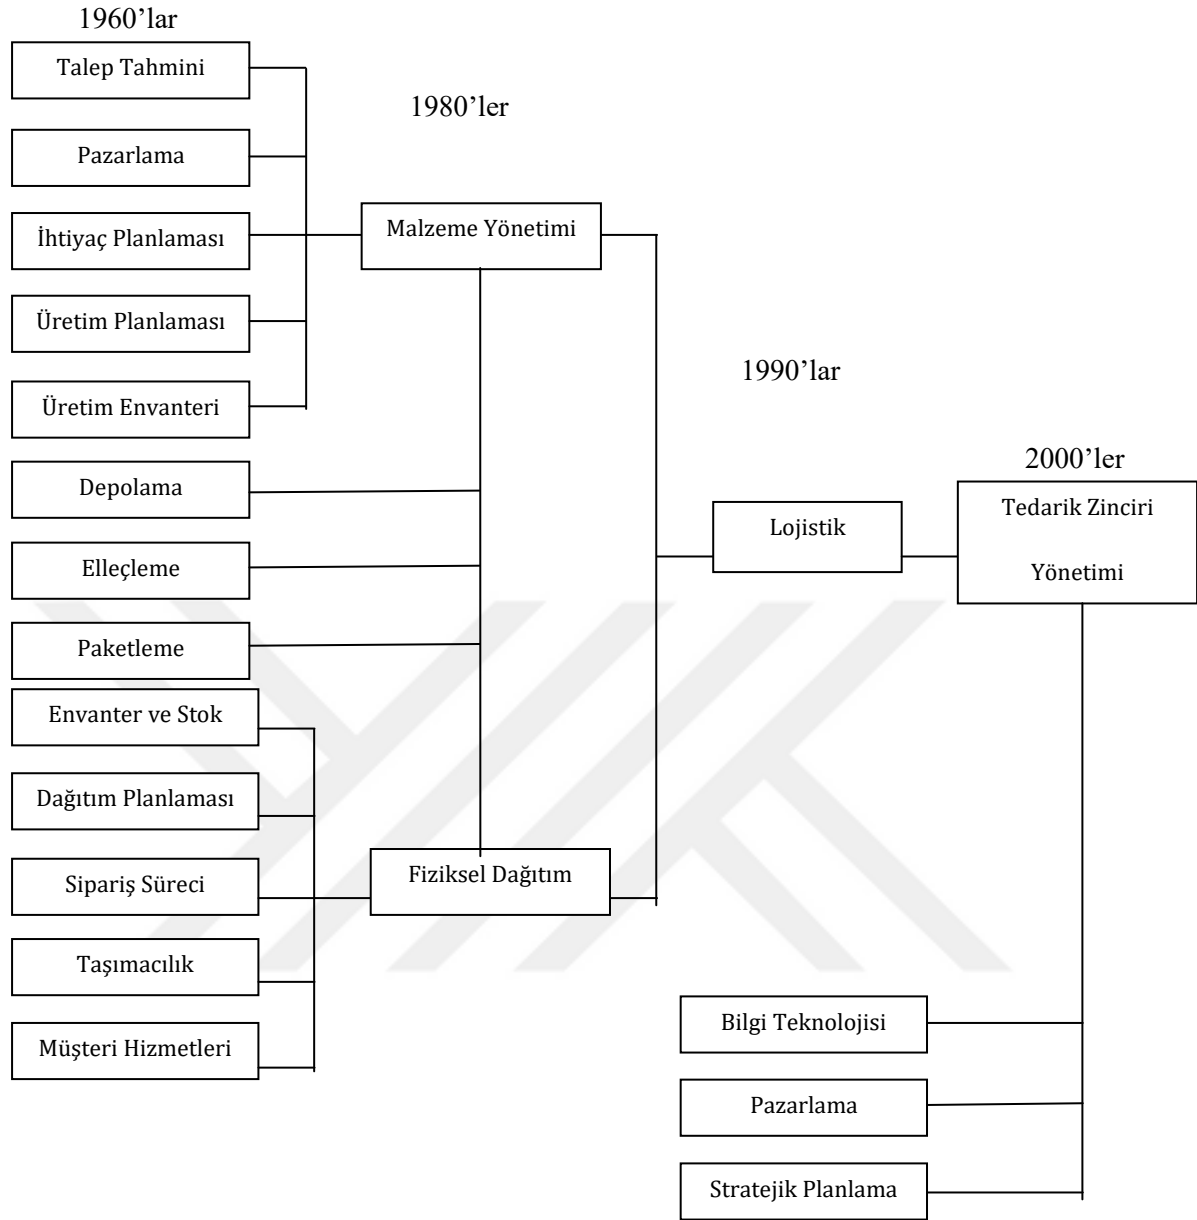 1960’lar
Talep Tahmini
1980’ler
Pazarlama
İhtiyaç Planlaması
Malzeme Yönetimi
Üretim Planlaması
1990’lar
Üretim Envanteri
2000’ler
Depolama
Tedarik Zinciri
Yönetimi
Lojistik
Elleçleme
Paketleme
Envanter ve Stok
Dağıtım Planlaması
Sipariş Süreci
Fiziksel Dağıtım
Taşımacılık
Müşteri Hizmetleri
Bilgi Teknolojisi
Pazarlama
Stratejik Planlama